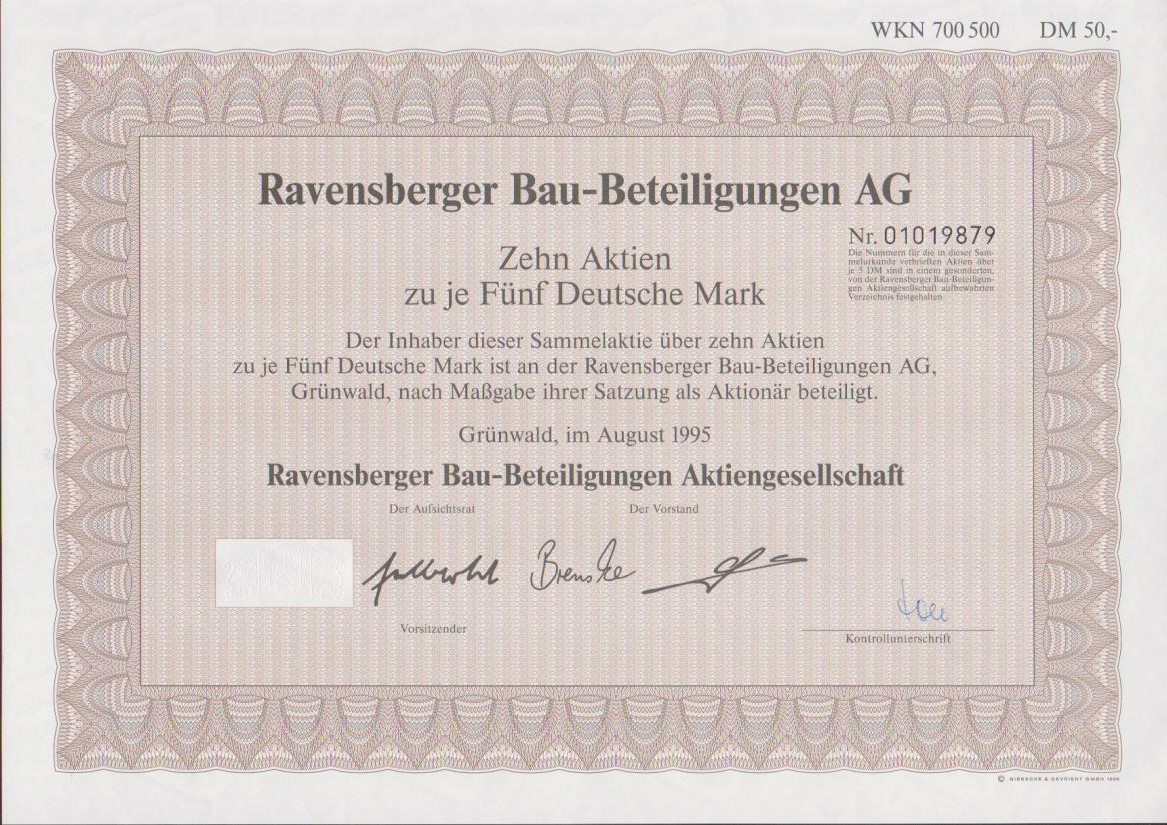 WKN 700 500 DM 50,-
Ravensberger Bau-Beteiligungen AG
Nr. 01019879
Zehn Aktien
zu je Fünf Deutsche Mark
Die Nummern für die in dieser Sam-
melurkunde verbrieften Aktien über
je 5 DM sind in einem gesonderten,
von der Ravensberger Bau-Beteiligun-
gen Aktiengesellschaft aufbewahrten
Verzeichnis festgehalten.
Der Inhaber dieser Sammelaktie über zehn Aktien
zu je Fünf Deutsche Mark ist an der Ravensberger Bau-Beteiligungen AG,
Grünwald, nach Maßgabe ihrer Satzung als Aktionär beteiligt.
Grünwald, im August 1995
Ravensberger Bau-Beteiligungen Aktiengesellschaft
Der Aufsichtsrat Der Vorstand
Vorsitzender
Kontrollunterschrift
© GIESECKE & DEVRIENT GMBH 1995